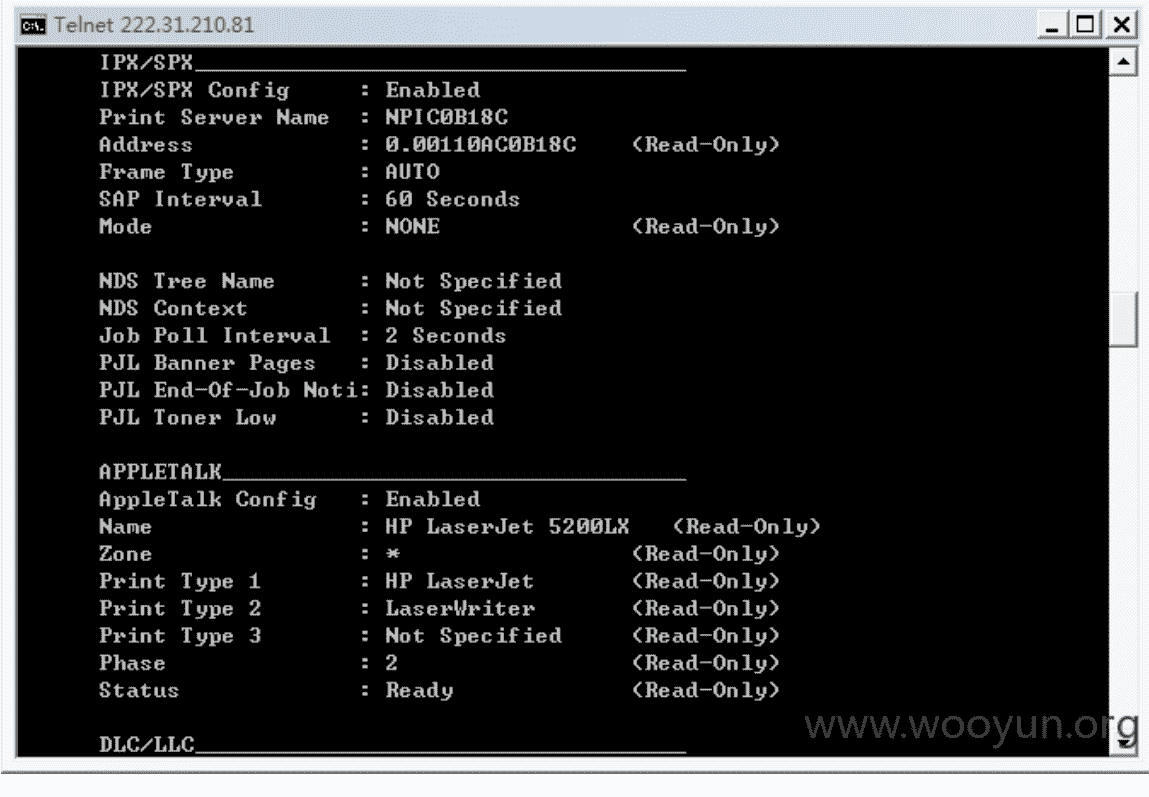 Telnet 222.31.210.81
IPX/SPX
IPX/SPX Config : Enabled
Print Server Name : NPIC0B18C
Address : 0.00110AC0B18C (Read-Only)
Frame Type : AUTO
SAP Interval : 60 Seconds
Mode : NONE (Read-Only)
NDS Tree Name : Not Specified
NDS Context : Not Specified
Job Poll Interval : 2 Seconds
PJL Banner Pages : Disabled
PJL End-Of-Job Noti: Disabled
PJL Toner Low : Disabled
APPLETALK
AppleTalk Config : Enabled
Name : HP LaserJet 5200LX (Read-Only)
Zone : * (Read-Only)
Print Type 1 : HP LaserJet (Read-Only)
Print Type 2 : LaserWriter (Read-Only)
Print Type 3 : Not Specified (Read-Only)
Phase : 2 (Read-Only)
Status : Ready (Read-Only)
www.wooyun.org
DLC/LLC